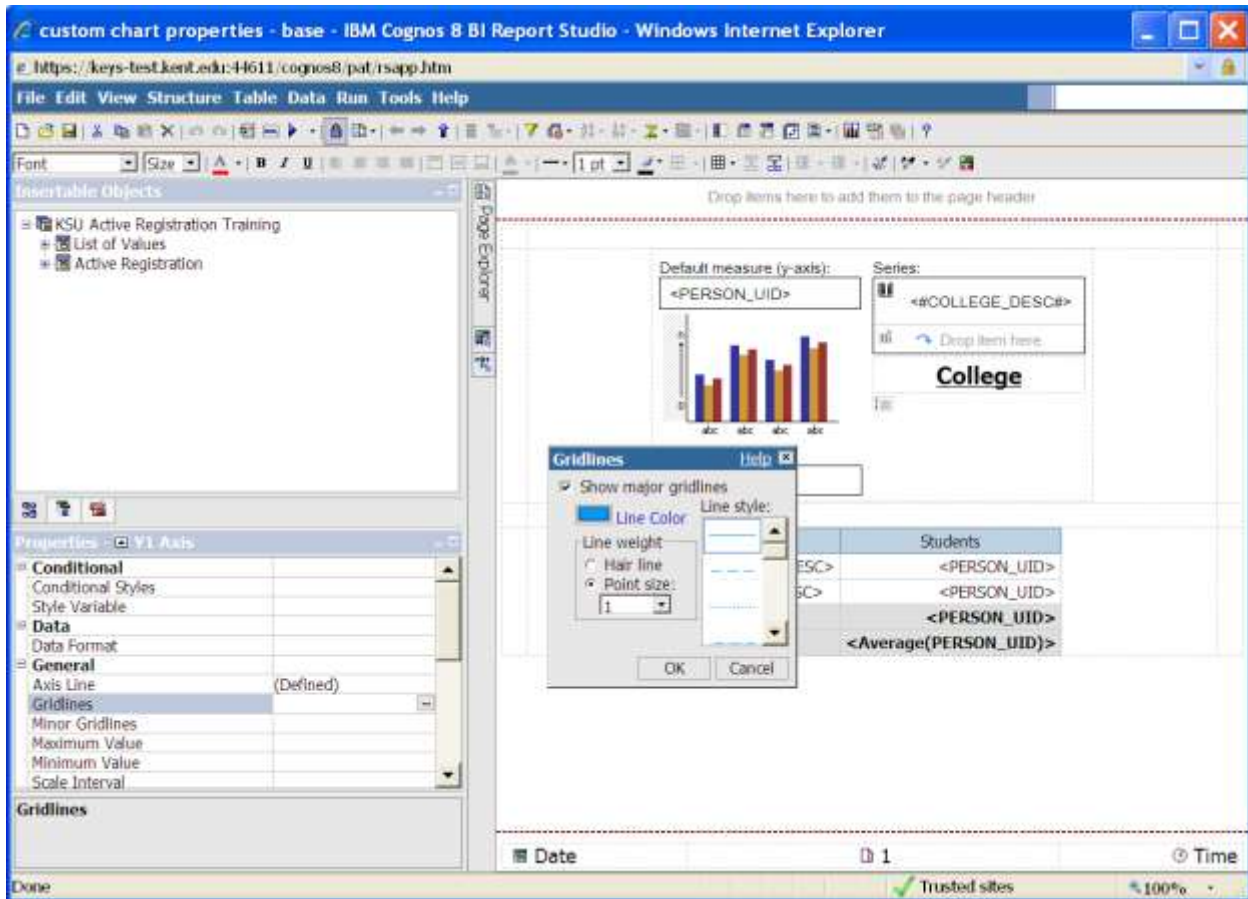 custom chart properties - base - IBM Cognos 8 BI Report Studio - Windows Internet Explorer
https://keys-test.kent.edu:44611/cognos8/pat/rsapp.htm
File Edit View Structure Table Data Run Tools Help
Font Size A B I U 1 pt
Insertable Objects
KSU Active Registration Training
List of Values
Active Registration
Page Explorer
Drop items here to add them to the page header
Default measure (y-axis): Series:
<PERSON_UID> <#COLLEGE_DESC#>
Drop item here
College
abc abc abc abc
Gridlines Help
Show major gridlines
Line Color Line style:
Line weight
Hair line
Point size:
1
OK Cancel
Students
ESC> <PERSON_UID>
SC> <PERSON_UID>
<PERSON_UID>
<Average(PERSON_UID)>
Properties - Y1 Axis
Conditional
Conditional Styles
Style Variable
Data
Data Format
General
Axis Line (Defined)
Gridlines
Minor Gridlines
Maximum Value
Minimum Value
Scale Interval
Gridlines
Date 1 Time
Done Trusted sites 100%